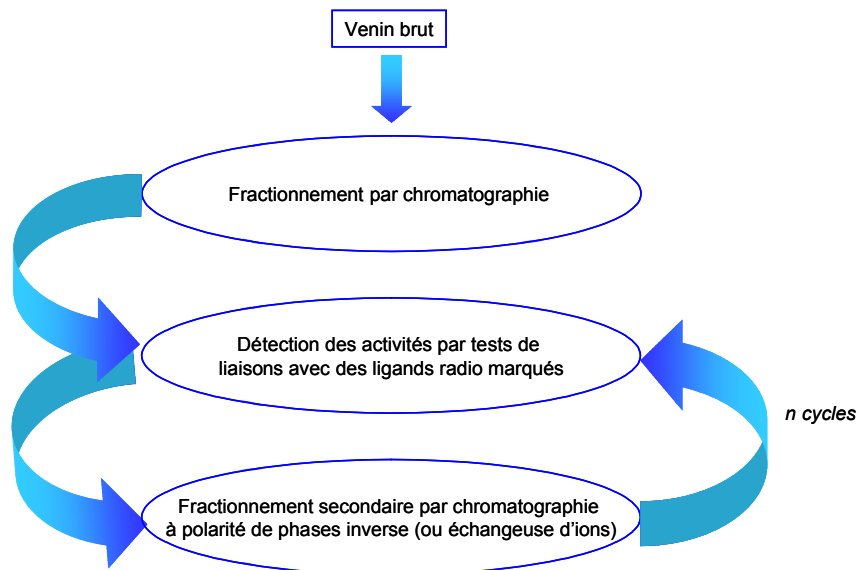 Venin brut
Fractionnement par chromatographie
Détection des activités par tests de
liaisons avec des ligands radio marqués
n cycles
Fractionnement secondaire par chromatographie
à polarité de phases inverse (ou échangeuse d'ions)